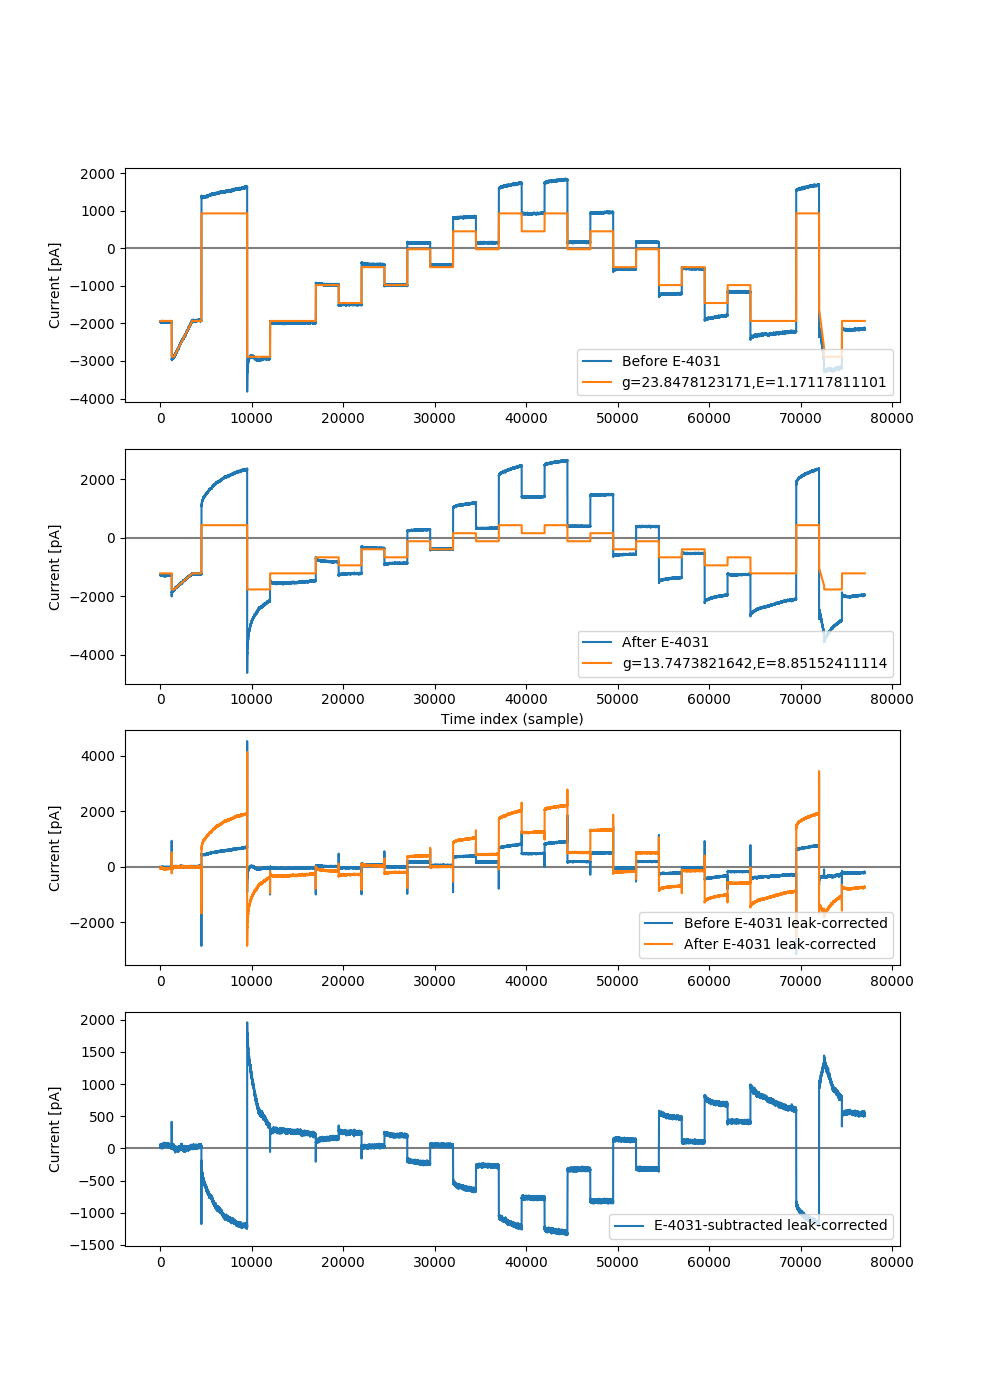 2000
1000
0
−1000
−2000
−3000
−4000
Current [pA]
Before E-4031
g=23.8478123171,E=1.17117811101
0 10000 20000 30000 40000 50000 60000 70000 80000
2000
0
−2000
−4000
Current [pA]
After E-4031
g=13.7473821642,E=8.85152411114
0 10000 20000 30000 40000 50000 60000 70000 80000
Time index (sample)
4000
2000
0
−2000
Current [pA]
Before E-4031 leak-corrected
After E-4031 leak-corrected
0 10000 20000 30000 40000 50000 60000 70000 80000
2000
1500
1000
500
0
−500
−1000
−1500
Current [pA]
E-4031-subtracted leak-corrected
0 10000 20000 30000 40000 50000 60000 70000 80000